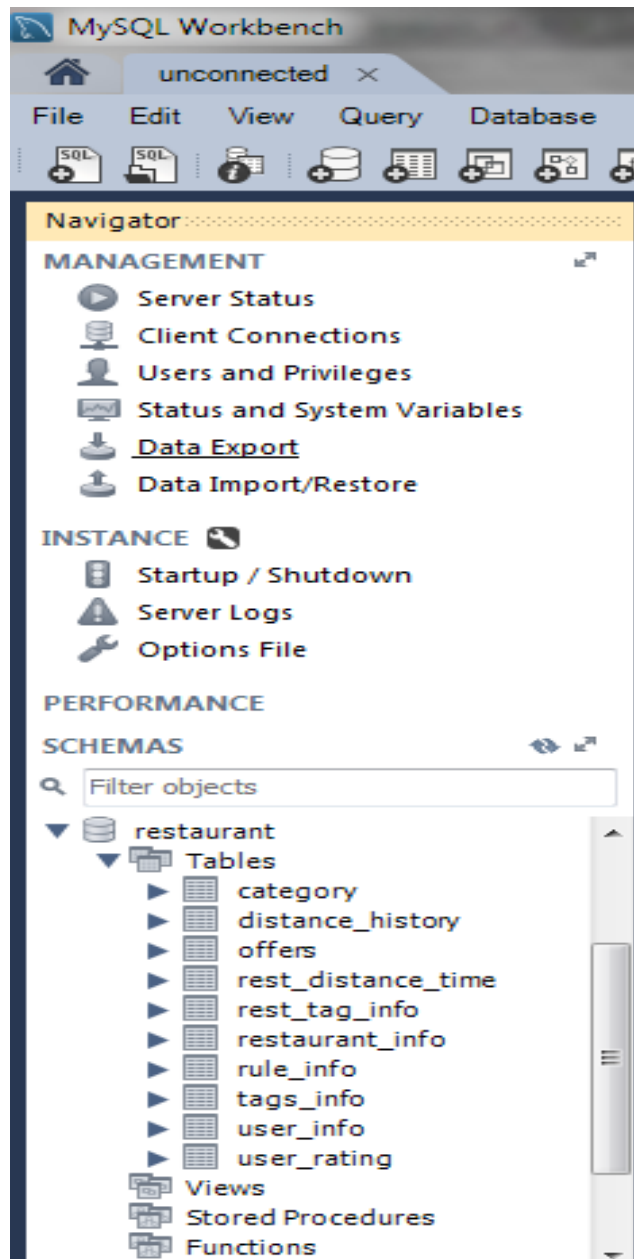 MySQL Workbench
unconnected ×
File Edit View Query Database
SQL SQL
Navigator
MANAGEMENT
Server Status
Client Connections
Users and Privileges
Status and System Variables
Data Export
Data Import/Restore
INSTANCE
Startup / Shutdown
Server Logs
Options File
PERFORMANCE
SCHEMAS
Filter objects
restaurant
Tables
category
distance_history
offers
rest_distance_time
rest_tag_info
restaurant_info
rule_info
tags_info
user_info
user_rating
Views
Stored Procedures
Functions